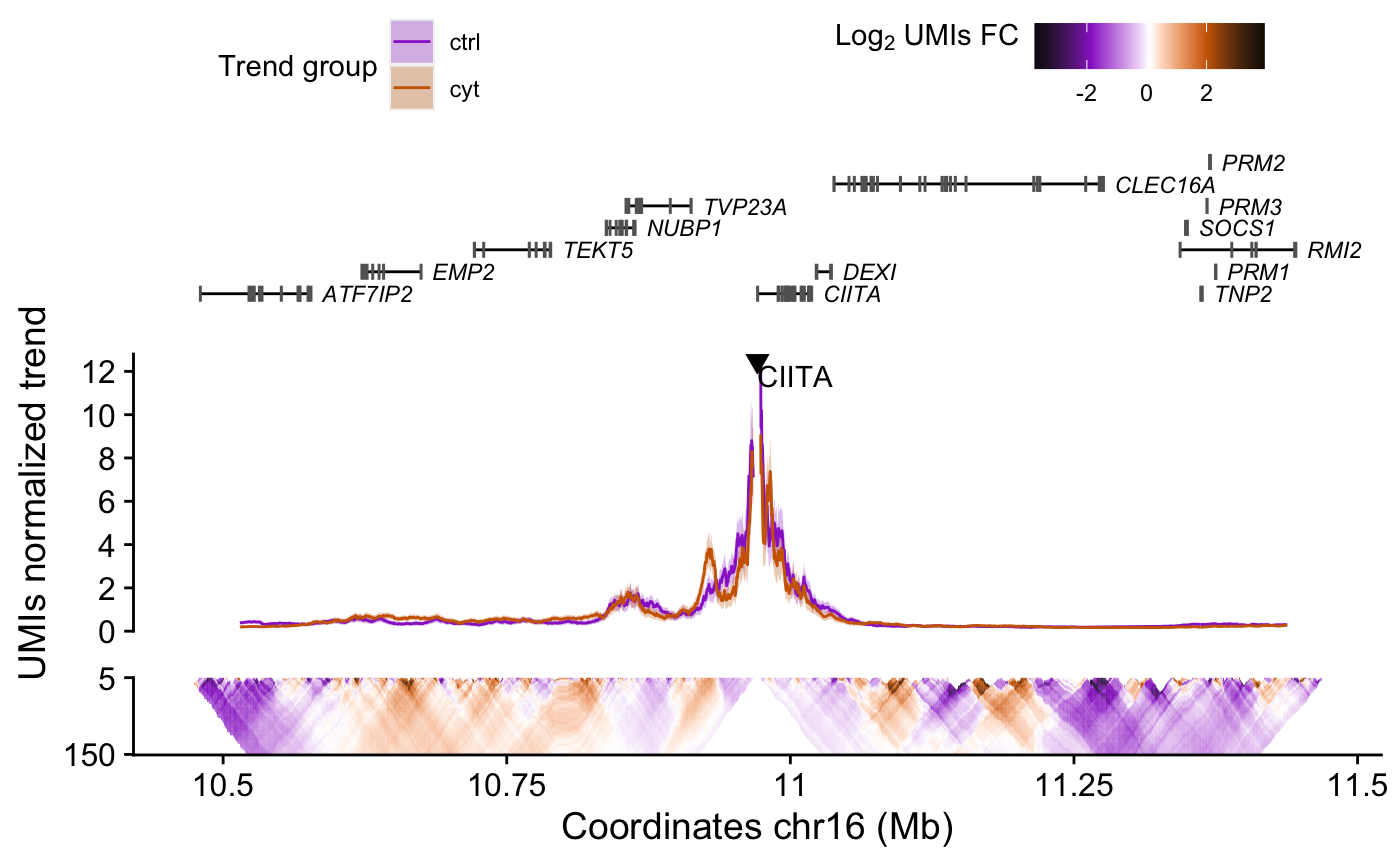 Trend group
ctrl
cyt
Log2 UMIs FC
-2 0 2
PRM2
CLEC16A
TVP23A
PRM3
NUBP1
SOCS1
TEKT5
RMI2
EMP2
DEXI
PRM1
ATF7IP2
CIITA
TNP2
UMIs normalized trend
12
10
8
6
4
2
0
CIITA
5
150
10.5 10.75 11 11.25 11.5
Coordinates chr16 (Mb)